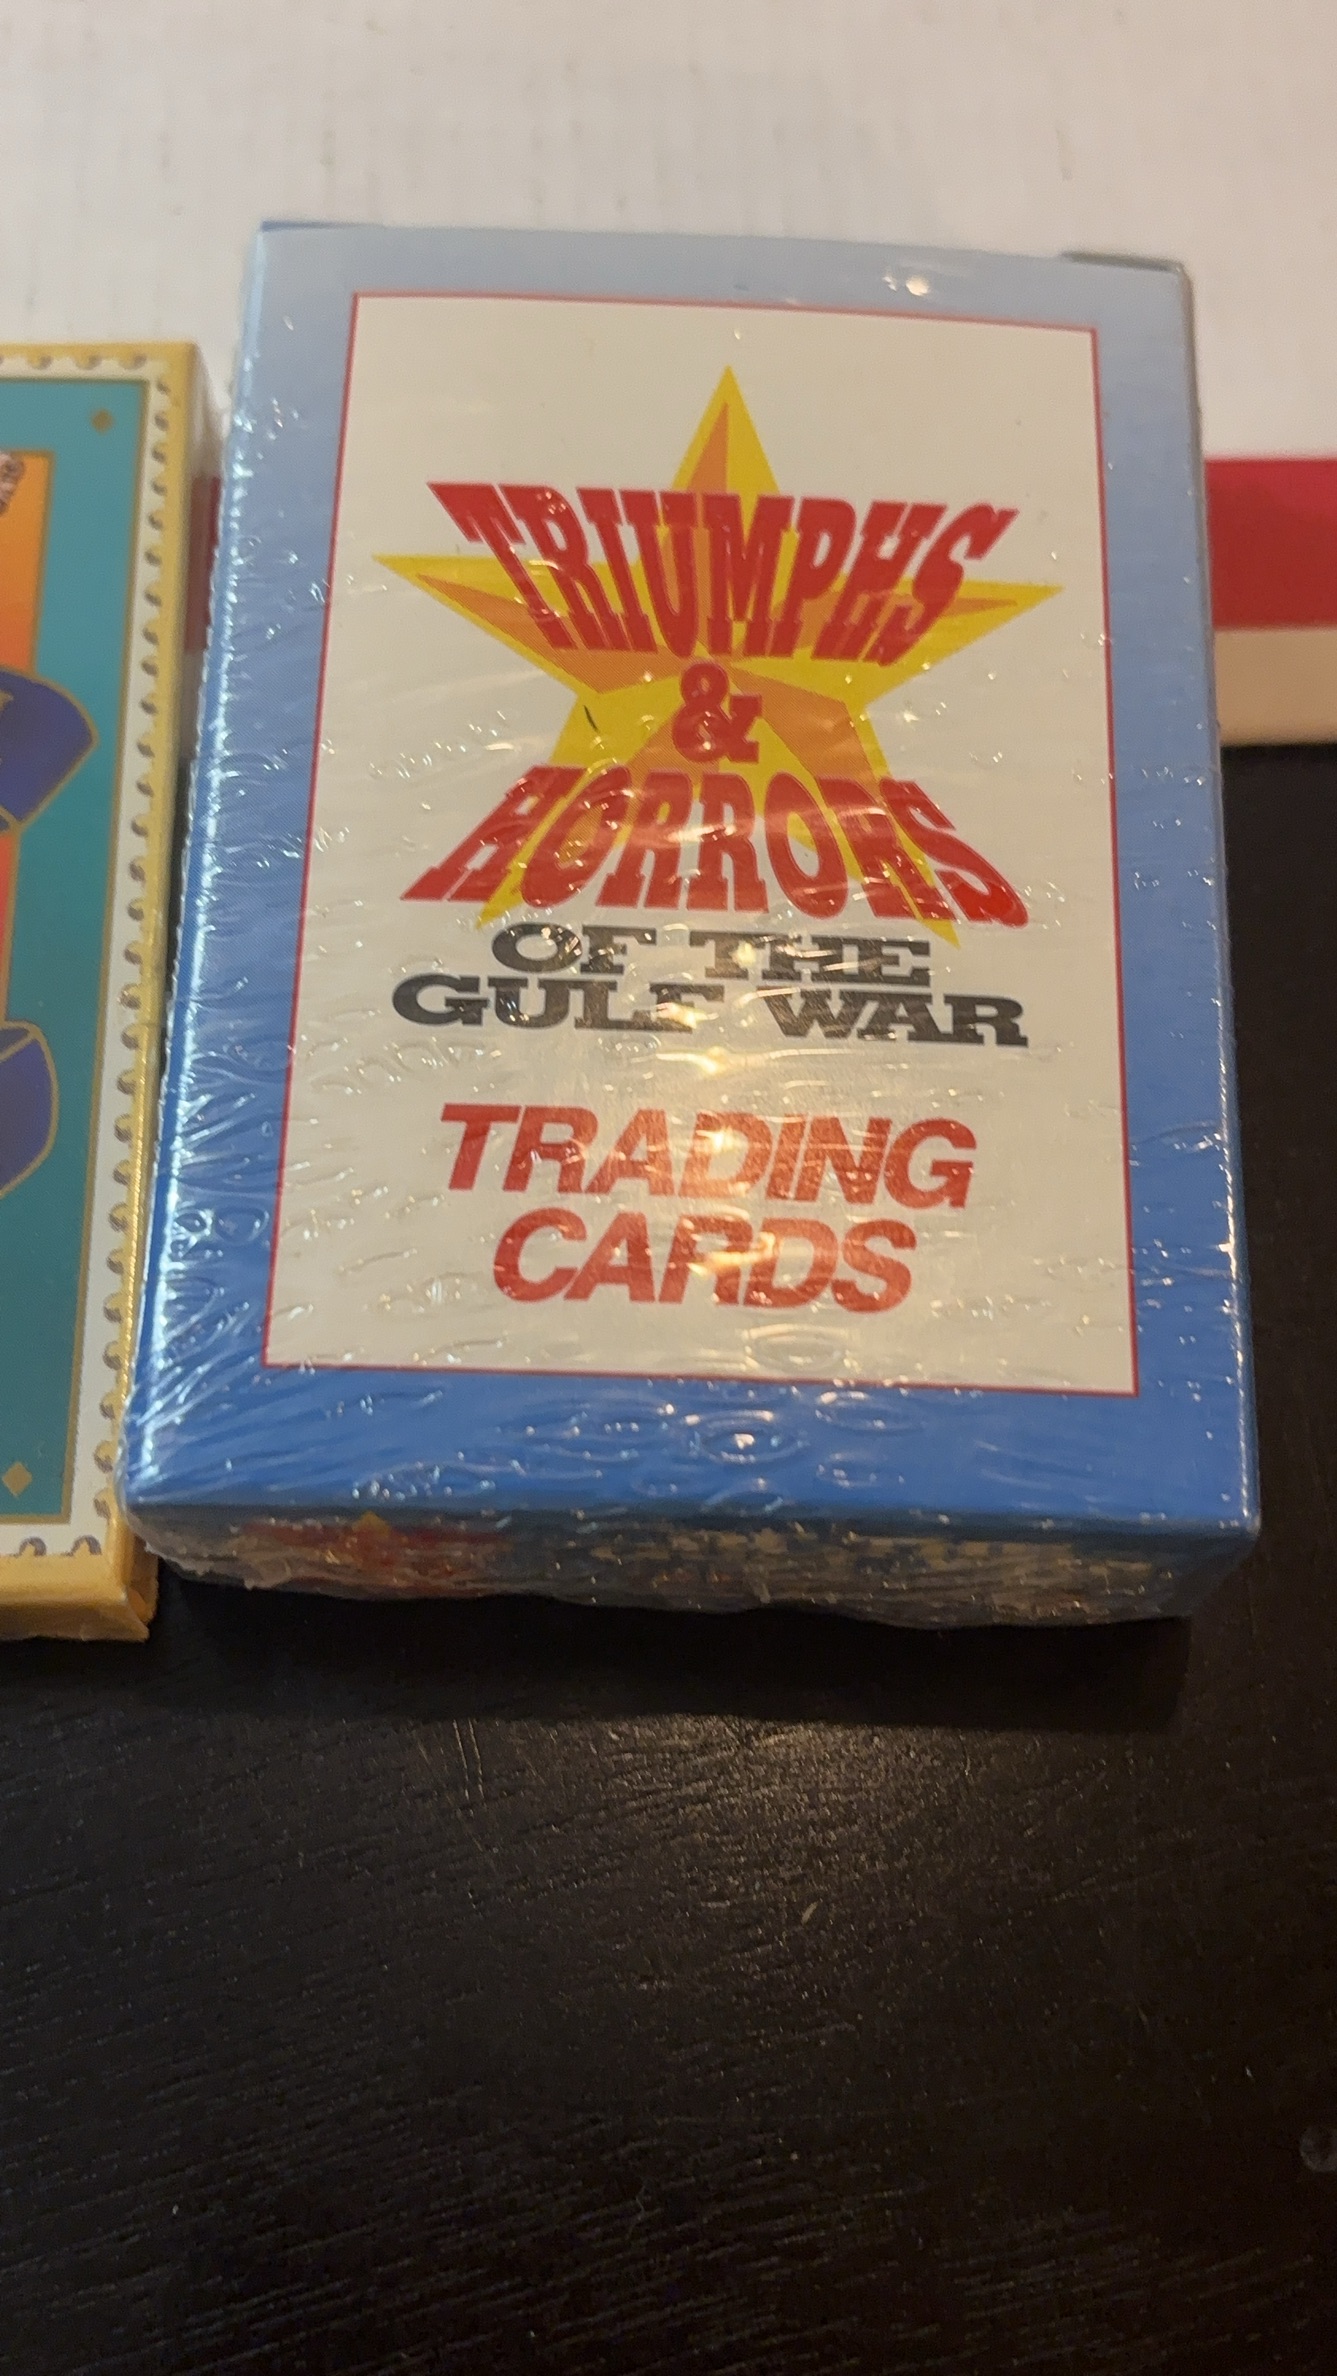 TRIUMPHS
&
HORRORS
OF THE
GULF WAR
TRADING
CARDS